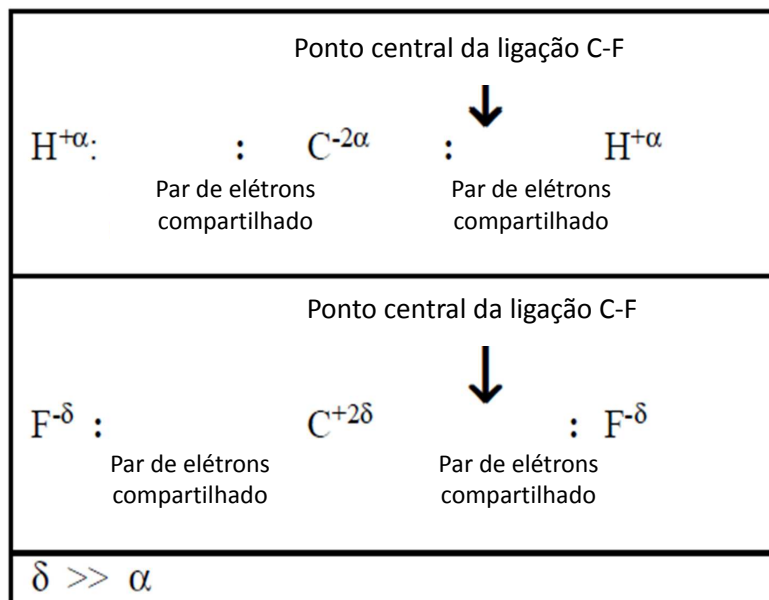 Ponto central da ligação C-F
H⁺ᵅ: : C⁻²ᵅ : H⁺ᵅ
Par de elétrons Par de elétrons
compartilhado compartilhado
Ponto central da ligação C-F
F⁻ᵟ : C⁺²ᵟ : F⁻ᵟ
Par de elétrons Par de elétrons
compartilhado compartilhado
δ >> α